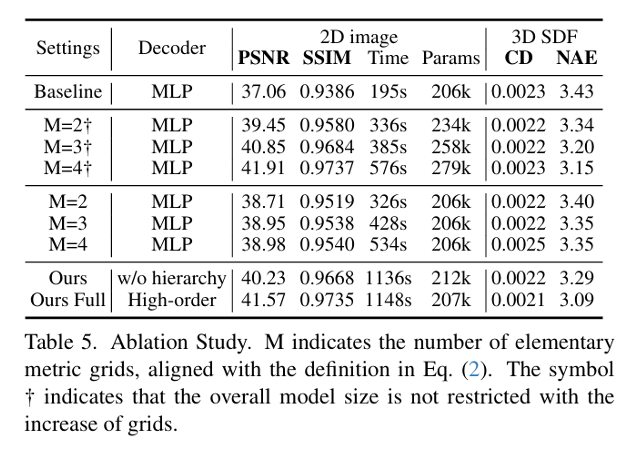 Settings Decoder 2D image 3D SDF
PSNR SSIM Time Params CD NAE
Baseline MLP 37.06 0.9386 195s 206k 0.0023 3.43
M=2† MLP 39.45 0.9580 336s 234k 0.0022 3.34
M=3† MLP 40.85 0.9684 385s 258k 0.0022 3.20
M=4† MLP 41.91 0.9737 576s 279k 0.0023 3.15
M=2 MLP 38.71 0.9519 326s 206k 0.0022 3.40
M=3 MLP 38.95 0.9538 428s 206k 0.0022 3.35
M=4 MLP 38.98 0.9540 534s 206k 0.0025 3.35
Ours w/o hierarchy 40.23 0.9668 1136s 212k 0.0022 3.29
Ours Full High-order 41.57 0.9735 1148s 207k 0.0021 3.09
Table 5. Ablation Study. M indicates the number of elementary
metric grids, aligned with the definition in Eq. (2). The symbol
† indicates that the overall model size is not restricted with the
increase of grids.